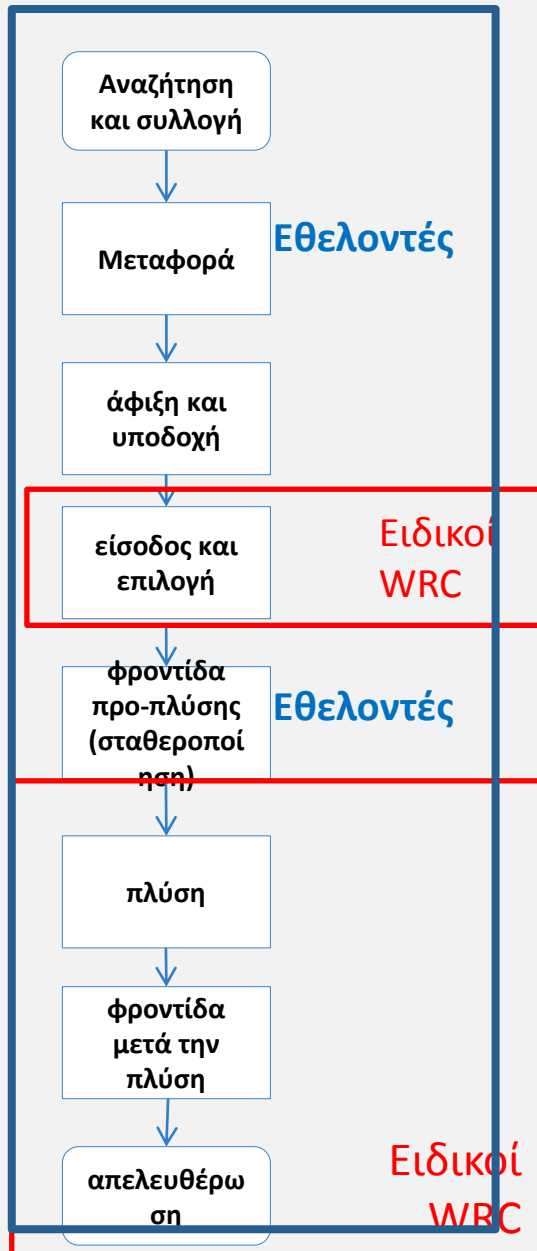 Αναζήτηση
και συλλογή
Μεταφορά
Εθελοντές
άφιξη και
υποδοχή
είσοδος και
επιλογή
Ειδικοί
WRC
φροντίδα
προ-πλύσης
(σταθεροποί
ηση)
Εθελοντές
πλύση
φροντίδα
μετά την
πλύση
απελευθέρω
ση
Ειδικοί
WRC